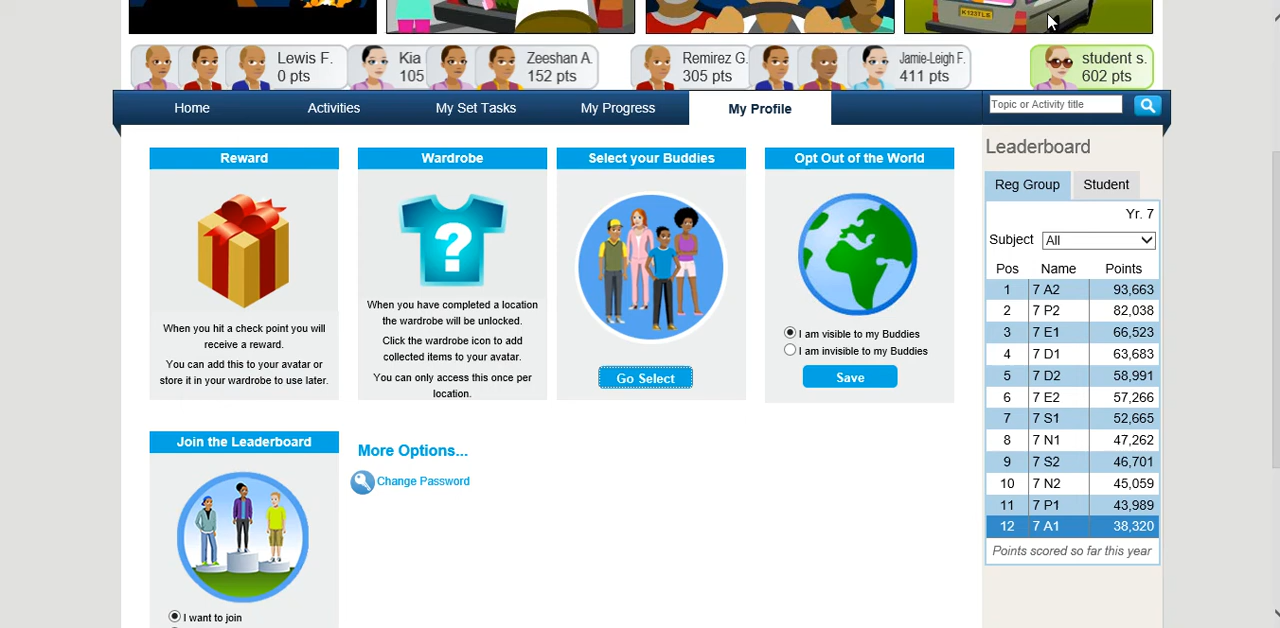 K123TLS
Lewis F.
0 pts
Kia
105
Zeeshan A.
152 pts
Remirez G.
305 pts
Jamie-Leigh F.
411 pts
student s.
602 pts
Home
Activities
My Set Tasks
My Progress
My Profile
Topic or Activity title
Reward
When you hit a check point you will
receive a reward.
You can add this to your avatar or
store it in your wardrobe to use later.
Wardrobe
?
When you have completed a location
the wardrobe will be unlocked.
Click the wardrobe icon to add
collected items to your avatar.
You can only access this once per
location.
Select your Buddies
Go Select
Opt Out of the World
I am visible to my Buddies
I am invisible to my Buddies
Save
Join the Leaderboard
I want to join
More Options...
Change Password
Leaderboard
Reg Group Student
Yr. 7
Subject All
Pos Name Points
1 7 A2 93,663
2 7 P2 82,038
3 7 E1 66,523
4 7 D1 63,683
5 7 D2 58,991
6 7 E2 57,266
7 7 S1 52,665
8 7 N1 47,262
9 7 S2 46,701
10 7 N2 45,059
11 7 P1 43,989
12 7 A1 38,320
Points scored so far this year